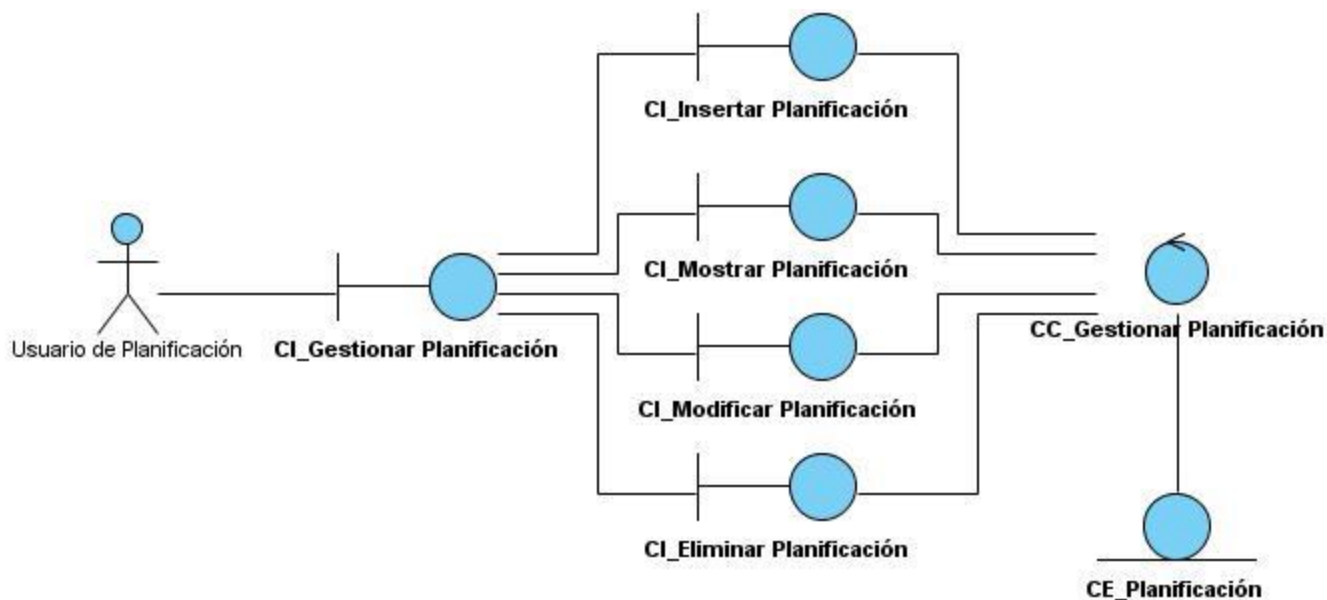 CI_Insertar Planificación
CI_Mostrar Planificación
Usuario de Planificación
CI_Gestionar Planificación
CC_Gestionar Planificación
CI_Modificar Planificación
CI_Eliminar Planificación
CE_Planificación